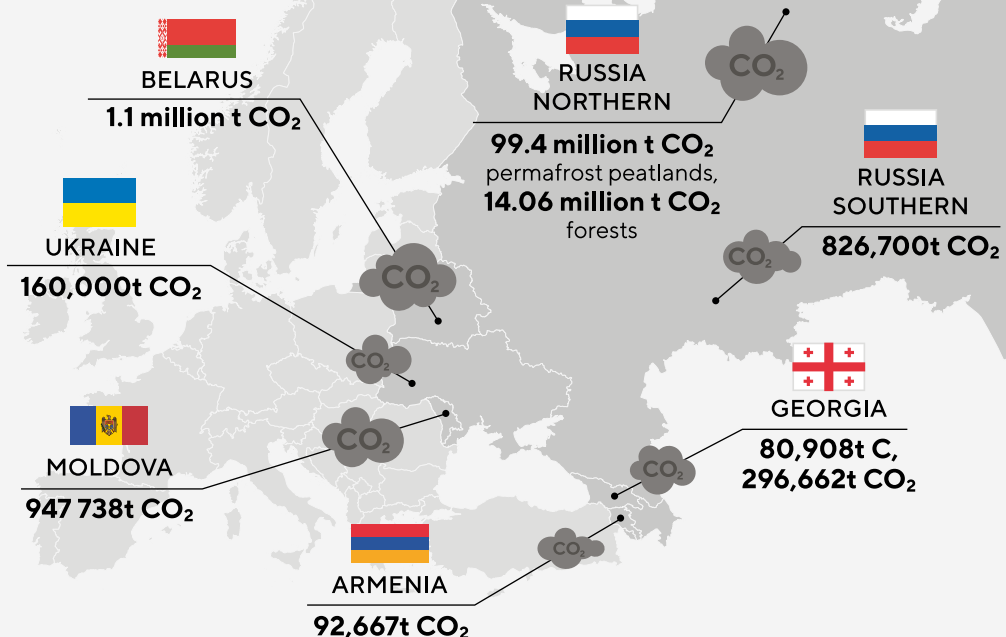 BELARUS
1.1 million t CO₂
RUSSIA
NORTHERN
99.4 million t CO₂
permafrost peatlands,
14.06 million t CO₂
forests
CO₂
RUSSIA
SOUTHERN
826,700t CO₂
CO₂
UKRAINE
160,000t CO₂
CO₂
CO₂
MOLDOVA
947 738t CO₂
CO₂
GEORGIA
80,908t C,
296,662t CO₂
CO₂
ARMENIA
92,667t CO₂
CO₂